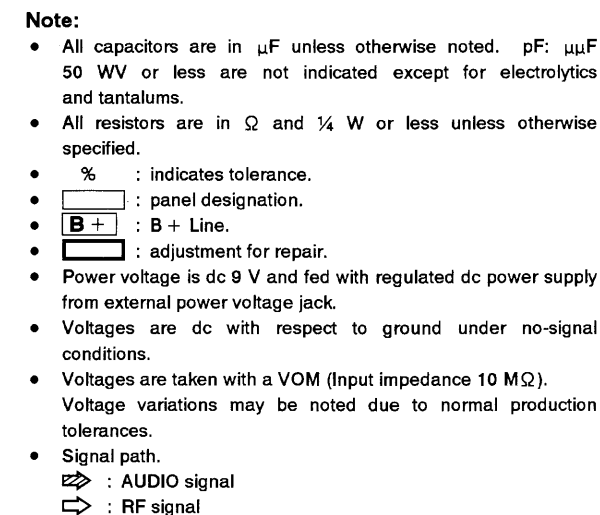 Note:
● All capacitors are in μF unless otherwise noted. pF: μμF
50 WV or less are not indicated except for electrolytics
and tantalums.
● All resistors are in Ω and ¼ W or less unless otherwise
specified.
● % : indicates tolerance.
● : panel designation.
● B + : B + Line.
● : adjustment for repair.
● Power voltage is dc 9 V and fed with regulated dc power supply
from external power voltage jack.
● Voltages are dc with respect to ground under no-signal
conditions.
● Voltages are taken with a VOM (Input impedance 10 MΩ).
Voltage variations may be noted due to normal production
tolerances.
● Signal path.
: AUDIO signal
: RF signal